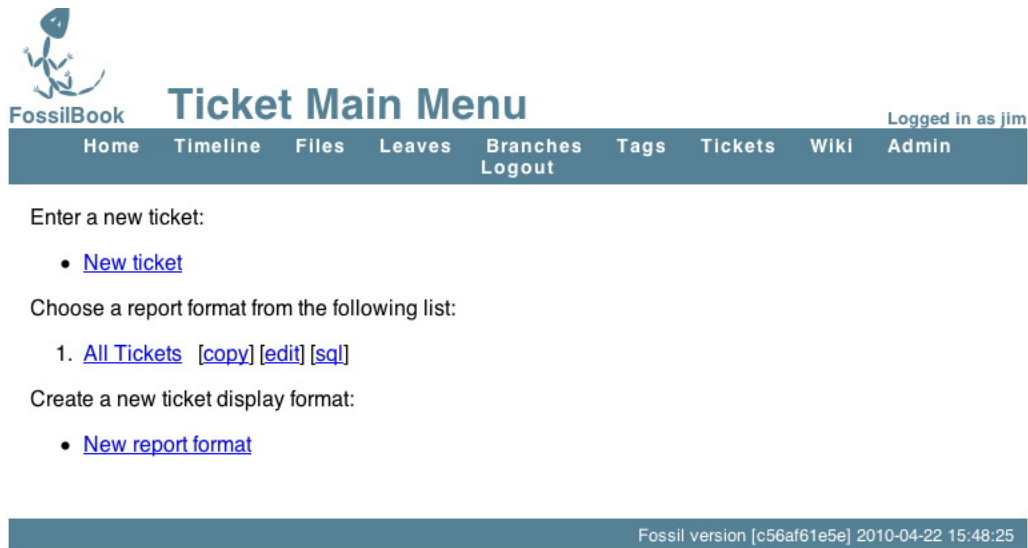 FossilBook
Ticket Main Menu
Logged in as jim
Home Timeline Files Leaves Branches Tags Tickets Wiki Admin
Logout
Enter a new ticket:
• New ticket
Choose a report format from the following list:
1. All Tickets [copy] [edit] [sql]
Create a new ticket display format:
• New report format
Fossil version [c56af61e5e] 2010-04-22 15:48:25